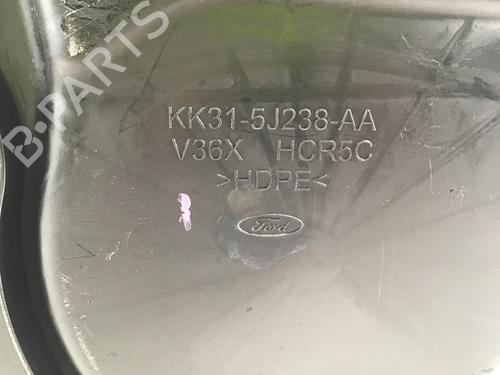 B-PARTS
KK31-5J238-AA
V36X HCR5C
>HDPE<
Ford